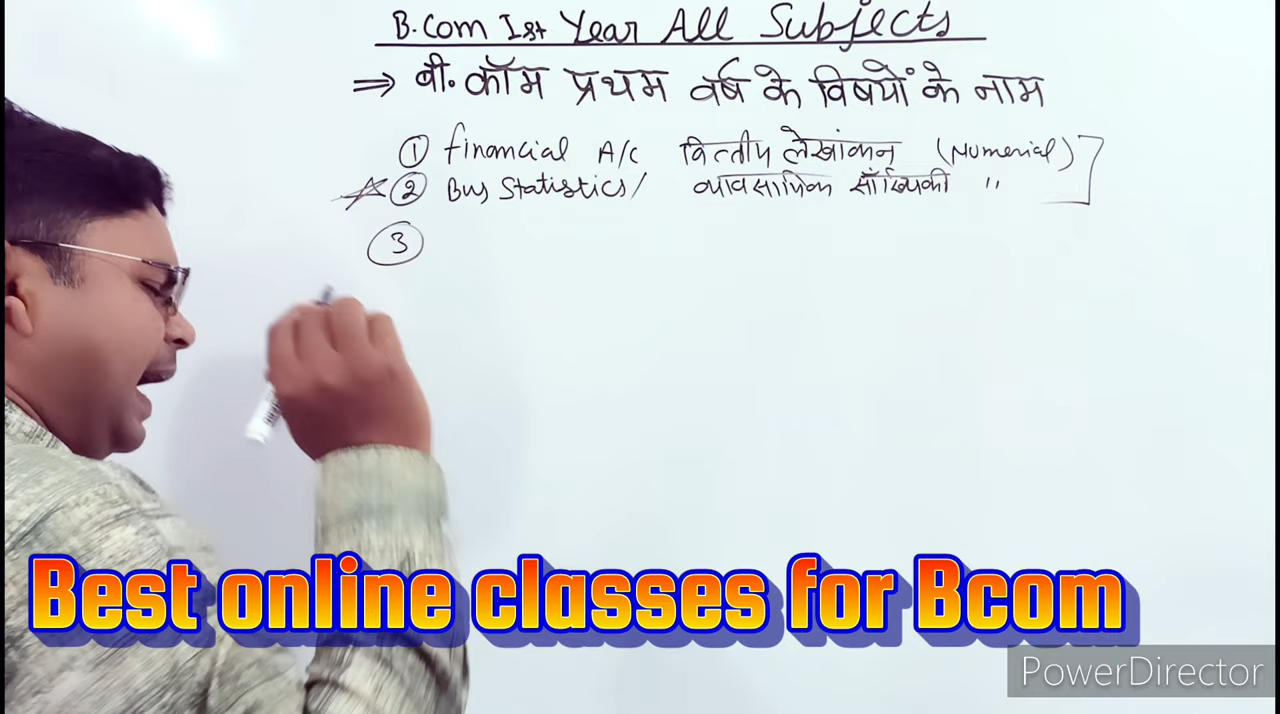 B.Com Ist Year All Subjects
⇒ बी. कॉम प्रथम वर्ष के विषयों के नाम
① financial A/c वित्तीय लेखांकन (Numerial)
② Bus Statistics/ व्यावसायिक साँख्यिकी "
③
Best online classes for Bcom
PowerDirector